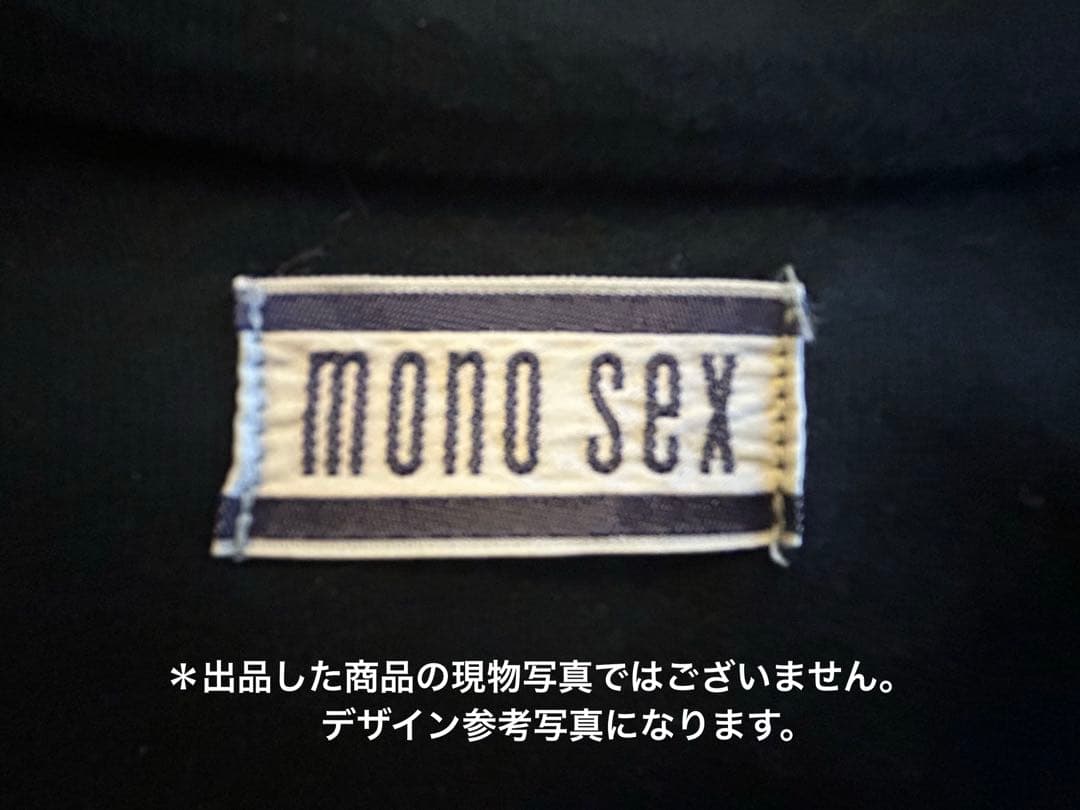 mono sex
＊出品した商品の現物写真ではございません。
デザイン参考写真になります。